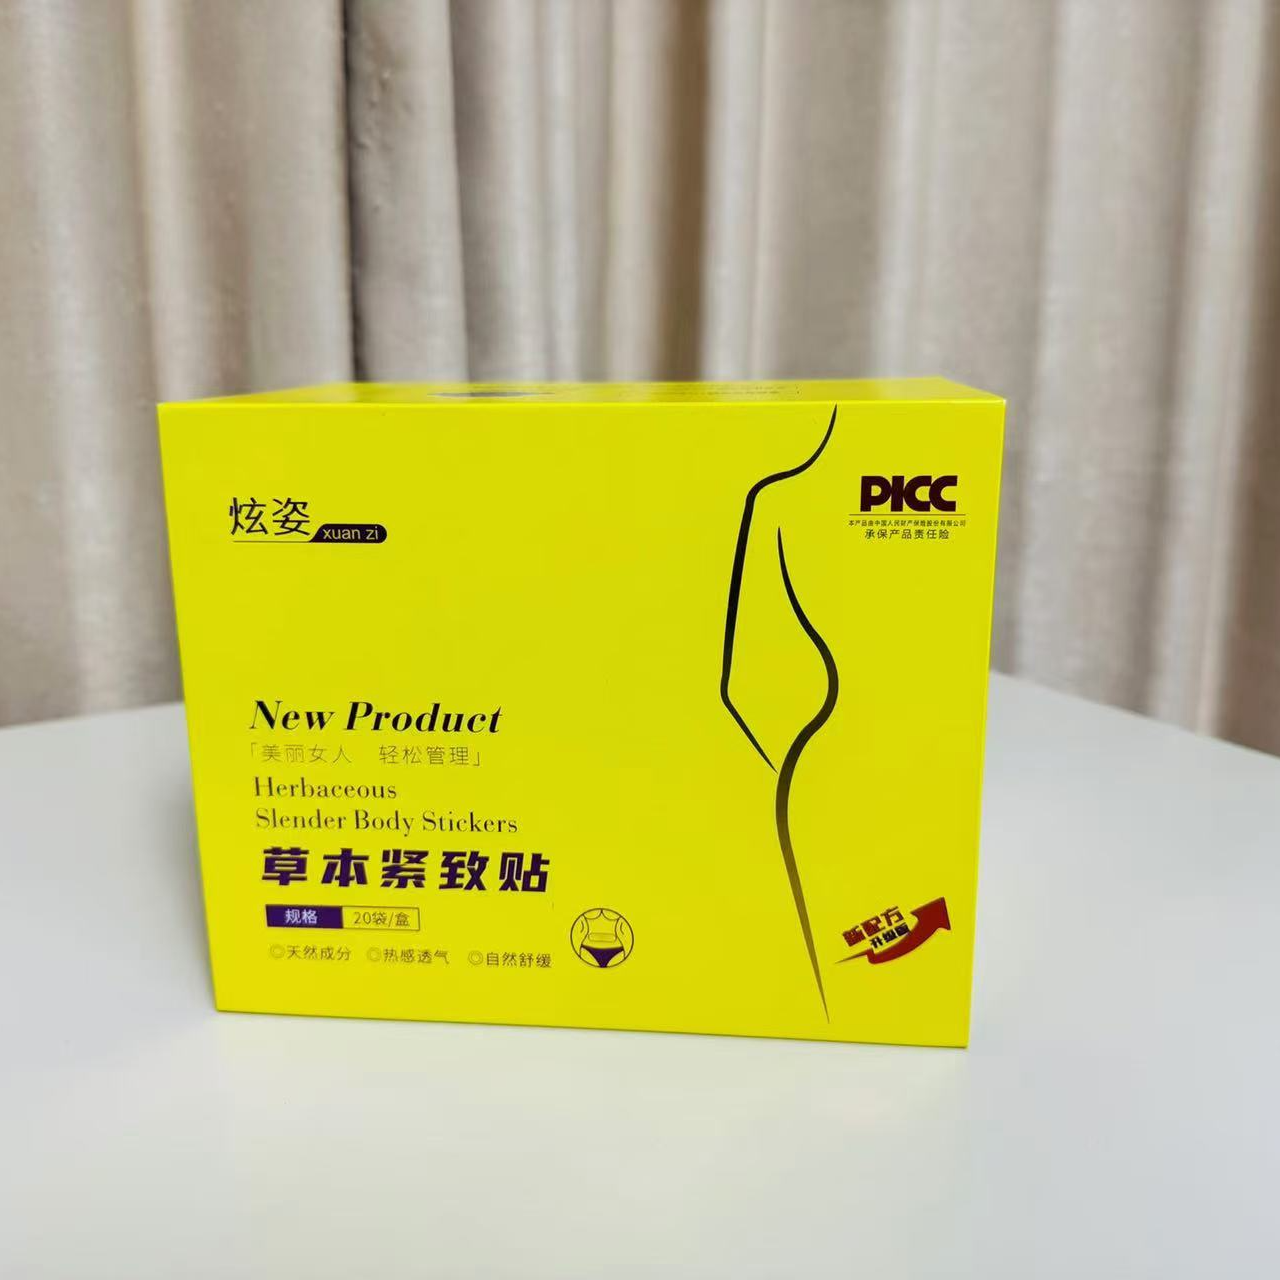 炫姿
xuan zi
PICC
本产品由中国人民财产保险股份有限公司
承保产品责任险
New Product
「美丽女人 轻松管理」
Herbaceous
Slender Body Stickers
草本紧致贴
规格 20袋/盒
◎天然成分 ◎热感透气 ◎自然舒缓
新配方
升级版